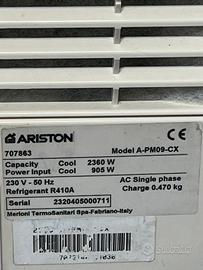 ARISTON
CE
707863 Model A-PM09-CX
Capacity Cool 2360 W
Power Input Cool 905 W
230 V - 50 Hz AC Single phase
Refrigerant R410A Charge 0.470 kg
Serial 2320405000711
Merloni TermoSanitari Spa-Fabriano-Italy